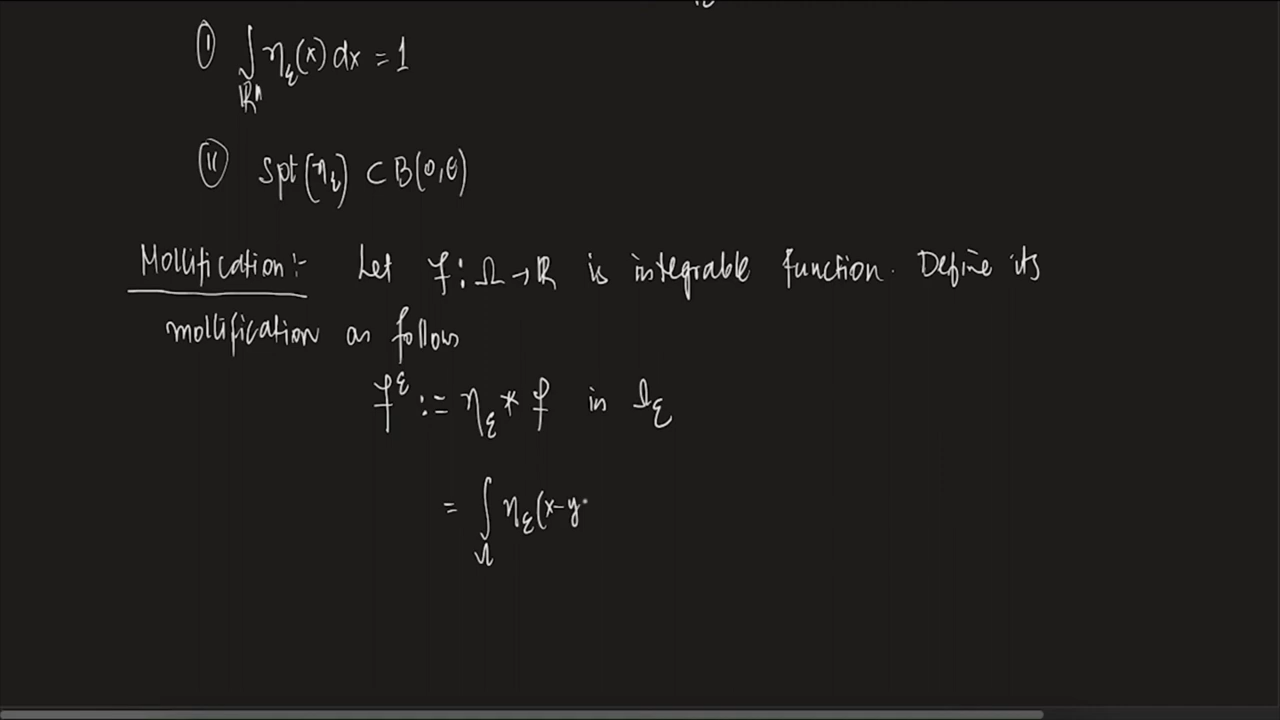 (i) ∫_{ℝⁿ} η_ε(x) dx = 1
(ii) Spt(η_ε) ⊂ B(0,ε)
Mollification:- Let f : Ω → ℝ is integrable function. Define its
mollification as follows
f^ε := η_ε * f in Ω_ε
= ∫_Ω η_ε(x-y